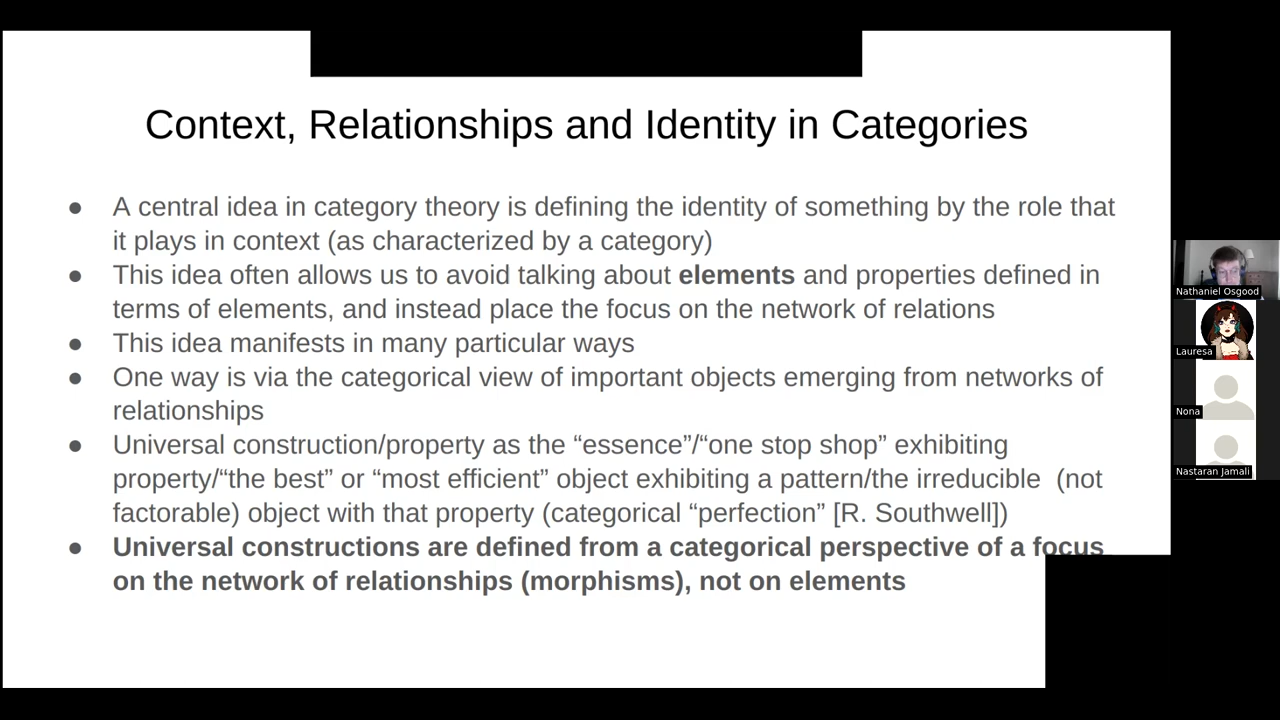 Context, Relationships and Identity in Categories
● A central idea in category theory is defining the identity of something by the role that
it plays in context (as characterized by a category)
● This idea often allows us to avoid talking about elements and properties defined in
terms of elements, and instead place the focus on the network of relations
● This idea manifests in many particular ways
● One way is via the categorical view of important objects emerging from networks of
relationships
● Universal construction/property as the “essence”/“one stop shop” exhibiting
property/“the best” or “most efficient” object exhibiting a pattern/the irreducible (not
factorable) object with that property (categorical “perfection” [R. Southwell])
● Universal constructions are defined from a categorical perspective of a focus
on the network of relationships (morphisms), not on elements
Nathaniel Osgood
Lauresa
Nona
Nastaran Jamali